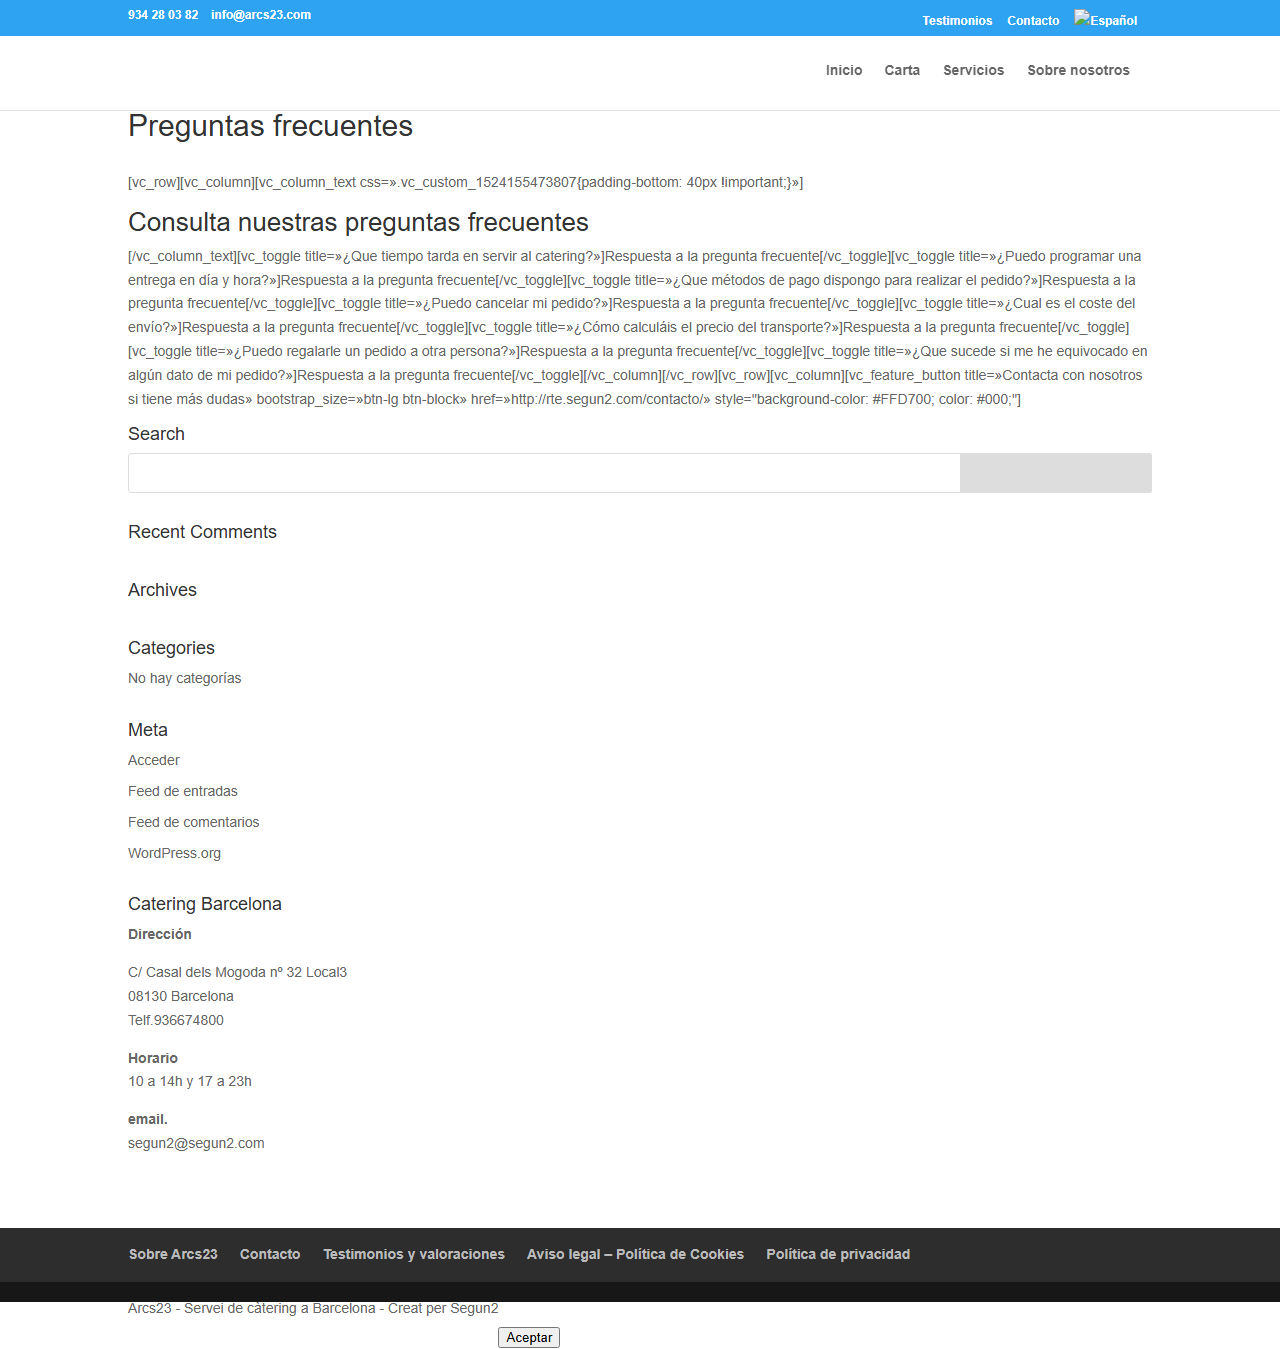 934 28 03 82 info@arcs23.com
Testimonios Contacto Español
Inicio Carta Servicios Sobre nosotros
Preguntas frecuentes
[vc_row][vc_column][vc_column_text css=».vc_custom_1524155473807{padding-bottom: 40px !important;}»]
Consulta nuestras preguntas frecuentes
[/vc_column_text][vc_toggle title=»¿Que tiempo tarda en servir al catering?»]Respuesta a la pregunta frecuente[/vc_toggle][vc_toggle title=»¿Puedo programar una
entrega en día y hora?»]Respuesta a la pregunta frecuente[/vc_toggle][vc_toggle title=»¿Que métodos de pago dispongo para realizar el pedido?»]Respuesta a la
pregunta frecuente[/vc_toggle][vc_toggle title=»¿Puedo cancelar mi pedido?»]Respuesta a la pregunta frecuente[/vc_toggle][vc_toggle title=»¿Cual es el coste del
envío?»]Respuesta a la pregunta frecuente[/vc_toggle][vc_toggle title=»¿Cómo calculáis el precio del transporte?»]Respuesta a la pregunta frecuente[/vc_toggle]
[vc_toggle title=»¿Puedo regalarle un pedido a otra persona?»]Respuesta a la pregunta frecuente[/vc_toggle][vc_toggle title=»¿Que sucede si me he equivocado en
algún dato de mi pedido?»]Respuesta a la pregunta frecuente[/vc_toggle][/vc_column][/vc_row][vc_row][vc_column][vc_feature_button title=»Contacta con nosotros
si tiene más dudas» bootstrap_size=»btn-lg btn-block» href=»http://rte.segun2.com/contacto/» style="background-color: #FFD700; color: #000;"]
Search
Recent Comments
Archives
Categories
No hay categorías
Meta
Acceder
Feed de entradas
Feed de comentarios
WordPress.org
Catering Barcelona
Dirección
C/ Casal dels Mogoda nº 32 Local3
08130 Barcelona
Telf.936674800
Horario
10 a 14h y 17 a 23h
email.
segun2@segun2.com
Sobre Arcs23 Contacto Testimonios y valoraciones Aviso legal – Política de Cookies Política de privacidad
Arcs23 - Servei de càtering a Barcelona - Creat per Segun2
Aceptar